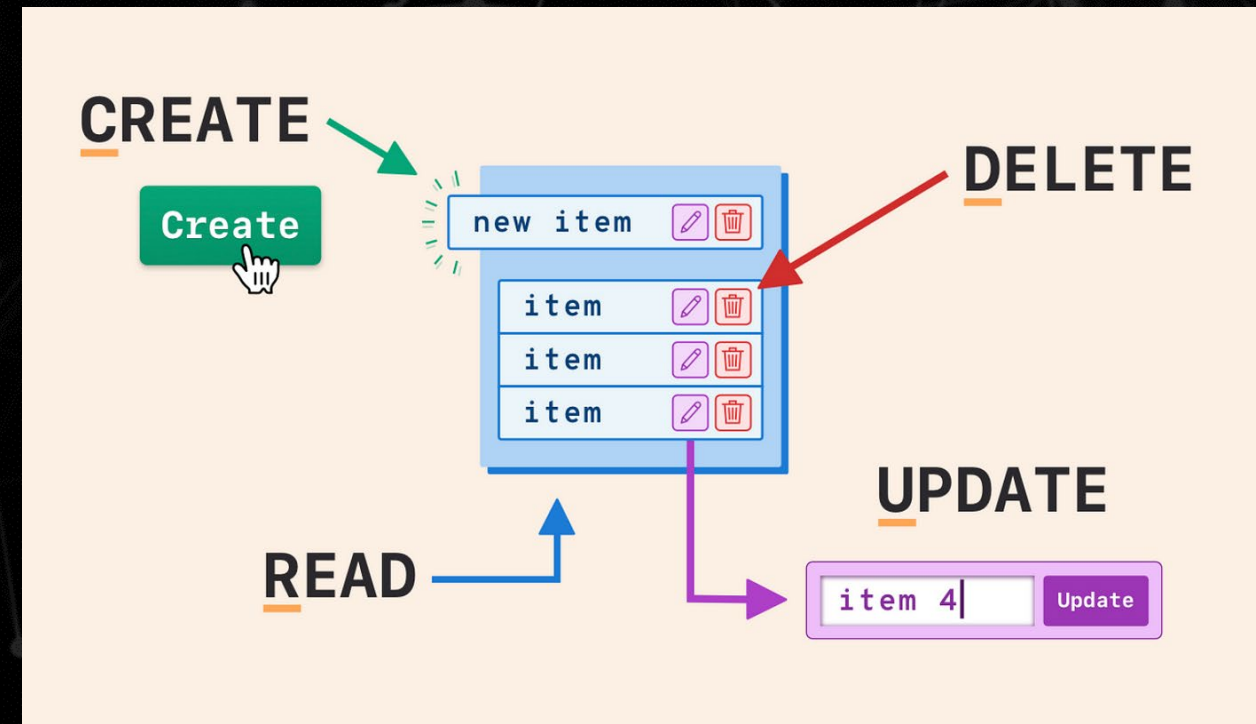 CREATE
Create
new item
item
item
item
DELETE
READ
UPDATE
item 4
Update